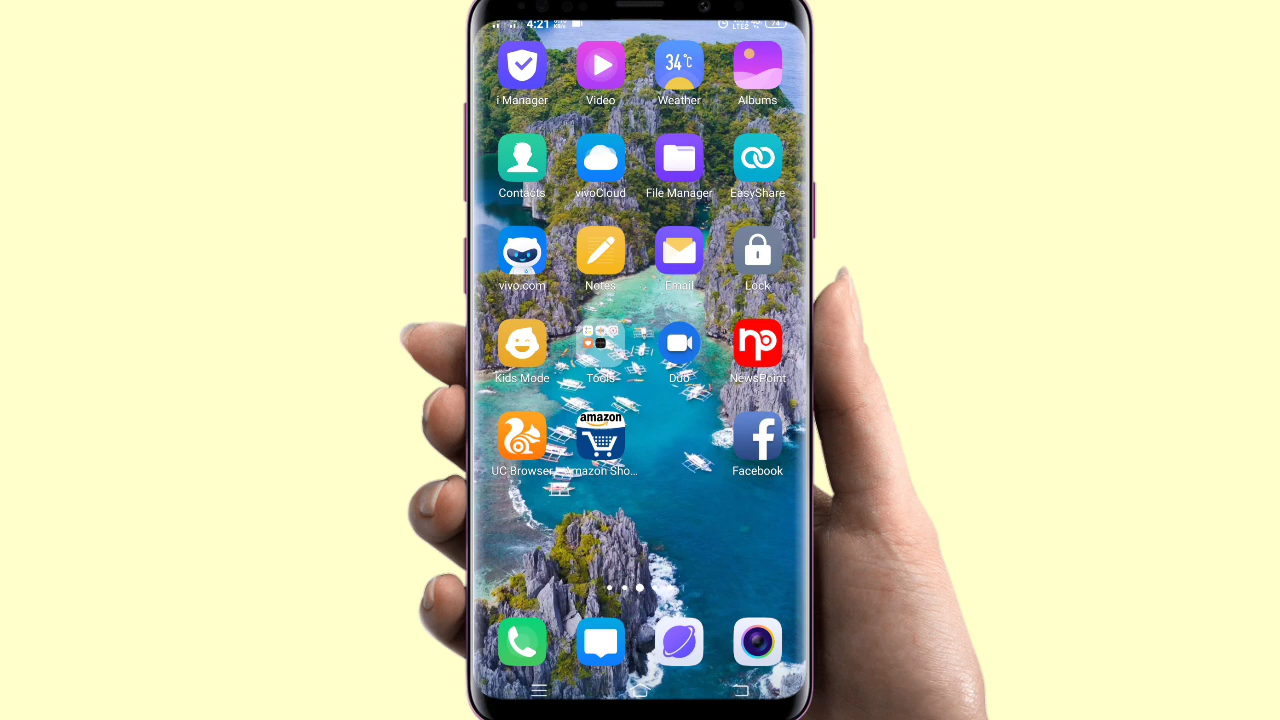 4:21
34°C
i Manager Video Weather Albums
Contacts vivoCloud File Manager EasyShare
vivo.com Notes Email Lock
np
Kids Mode Tools Duo NewsPoint
amazon
UC Browser Amazon Sho... Facebook